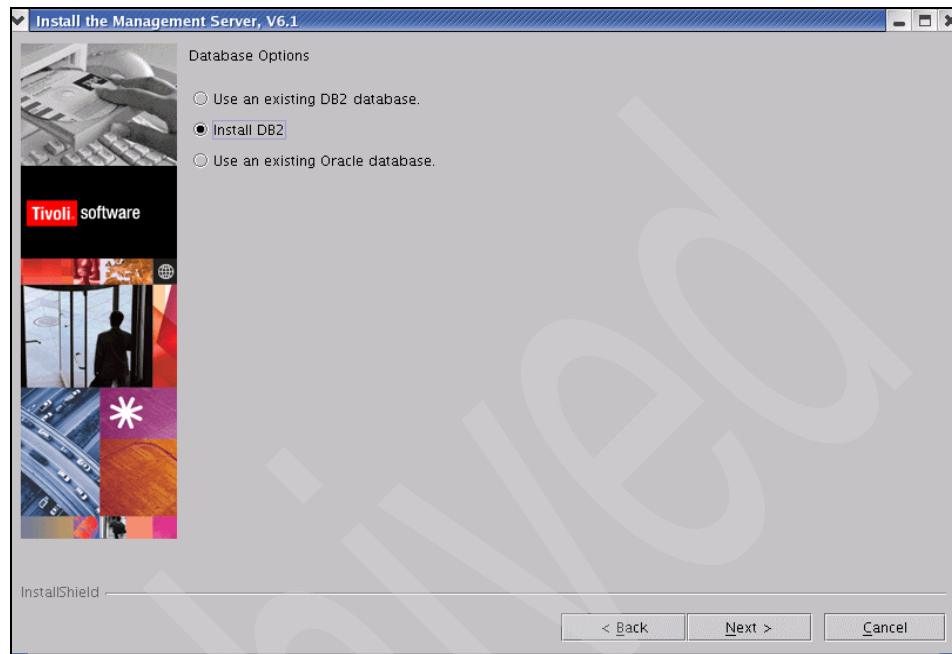 Install the Management Server, V6.1
Database Options
Use an existing DB2 database.
Install DB2
Use an existing Oracle database.
Tivoli. software
InstallShield
< Back
Next >
Cancel